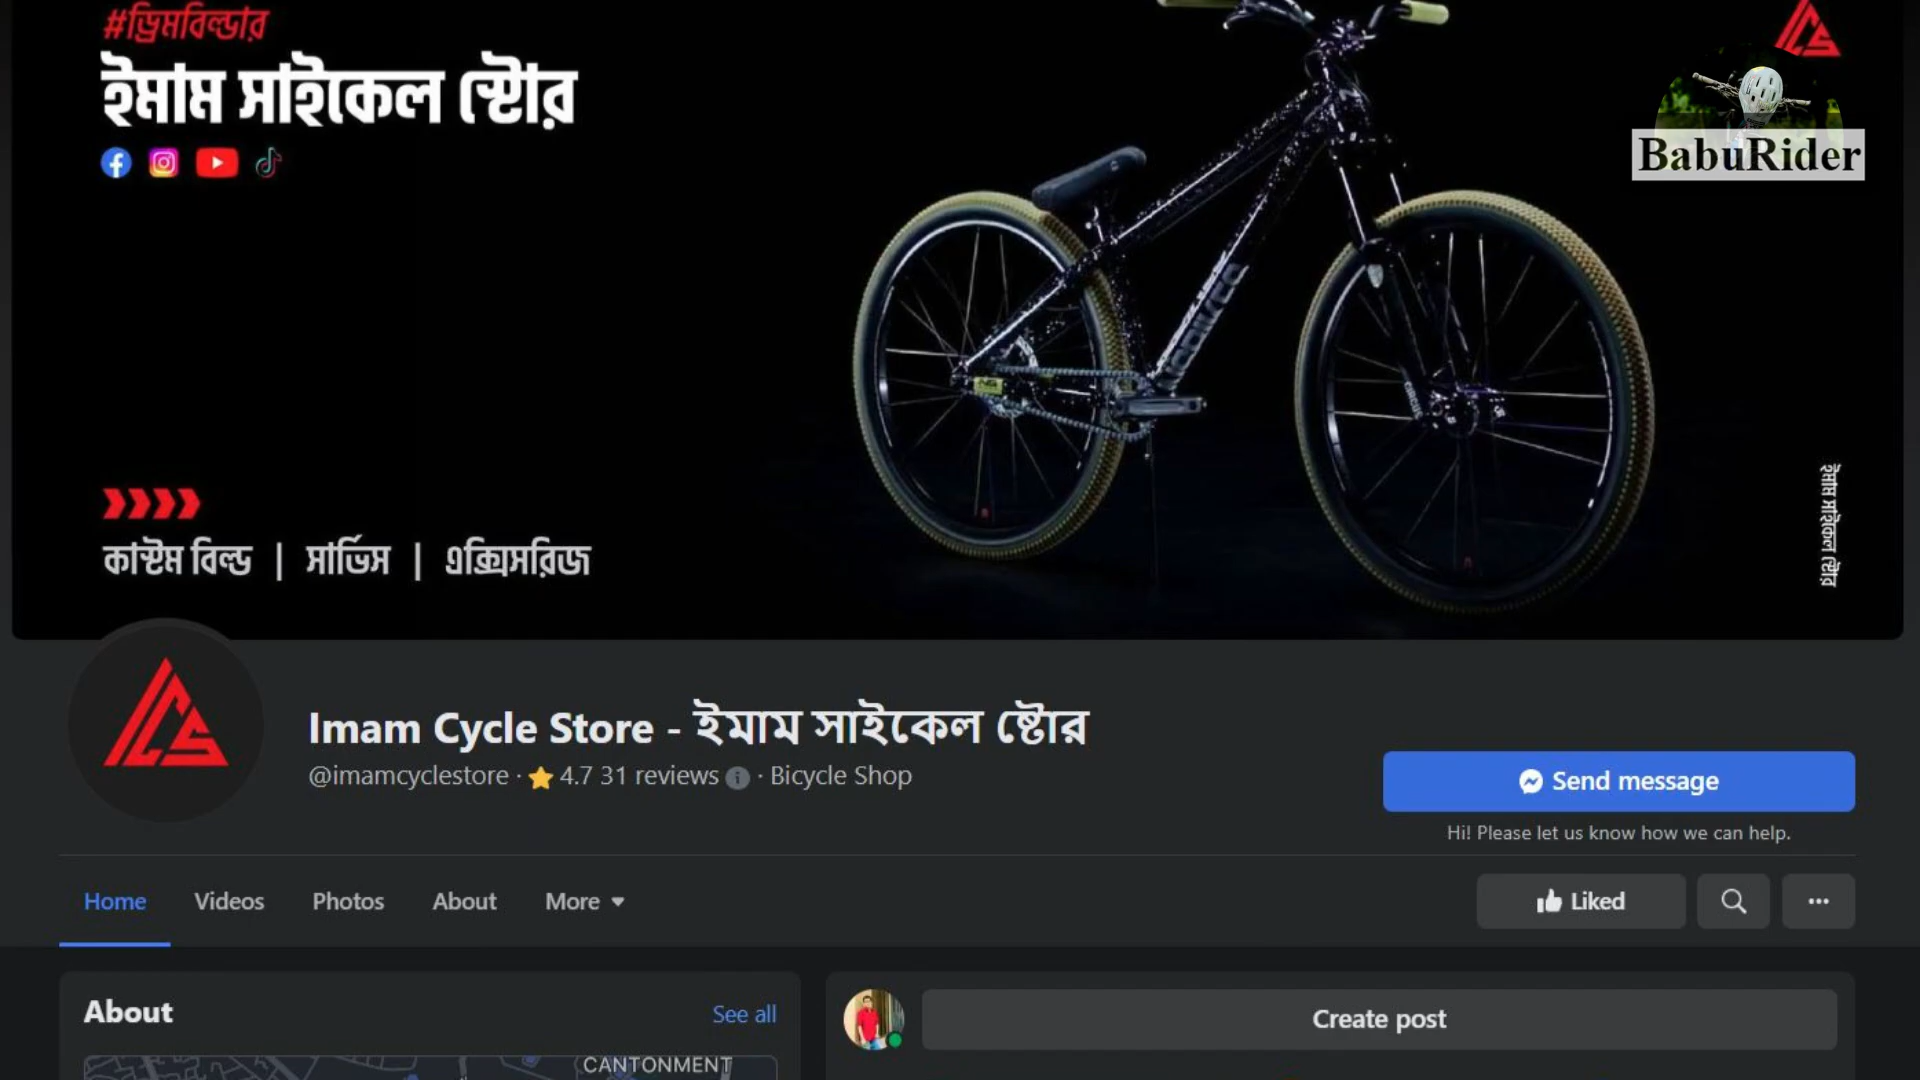 #ড্রিমবিল্ডার
ইমাম সাইকেল স্টোর
BabuRider
ইমাম সাইকেল স্টোর
কাস্টম বিল্ড | সার্ভিস | এক্সিসরিজ
Imam Cycle Store - ইমাম সাইকেল ষ্টোর
@imamcyclestore · 4.7 31 reviews · Bicycle Shop
Send message
Hi! Please let us know how we can help.
Home Videos Photos About More
Liked
About
See all
Create post
CANTONMENT